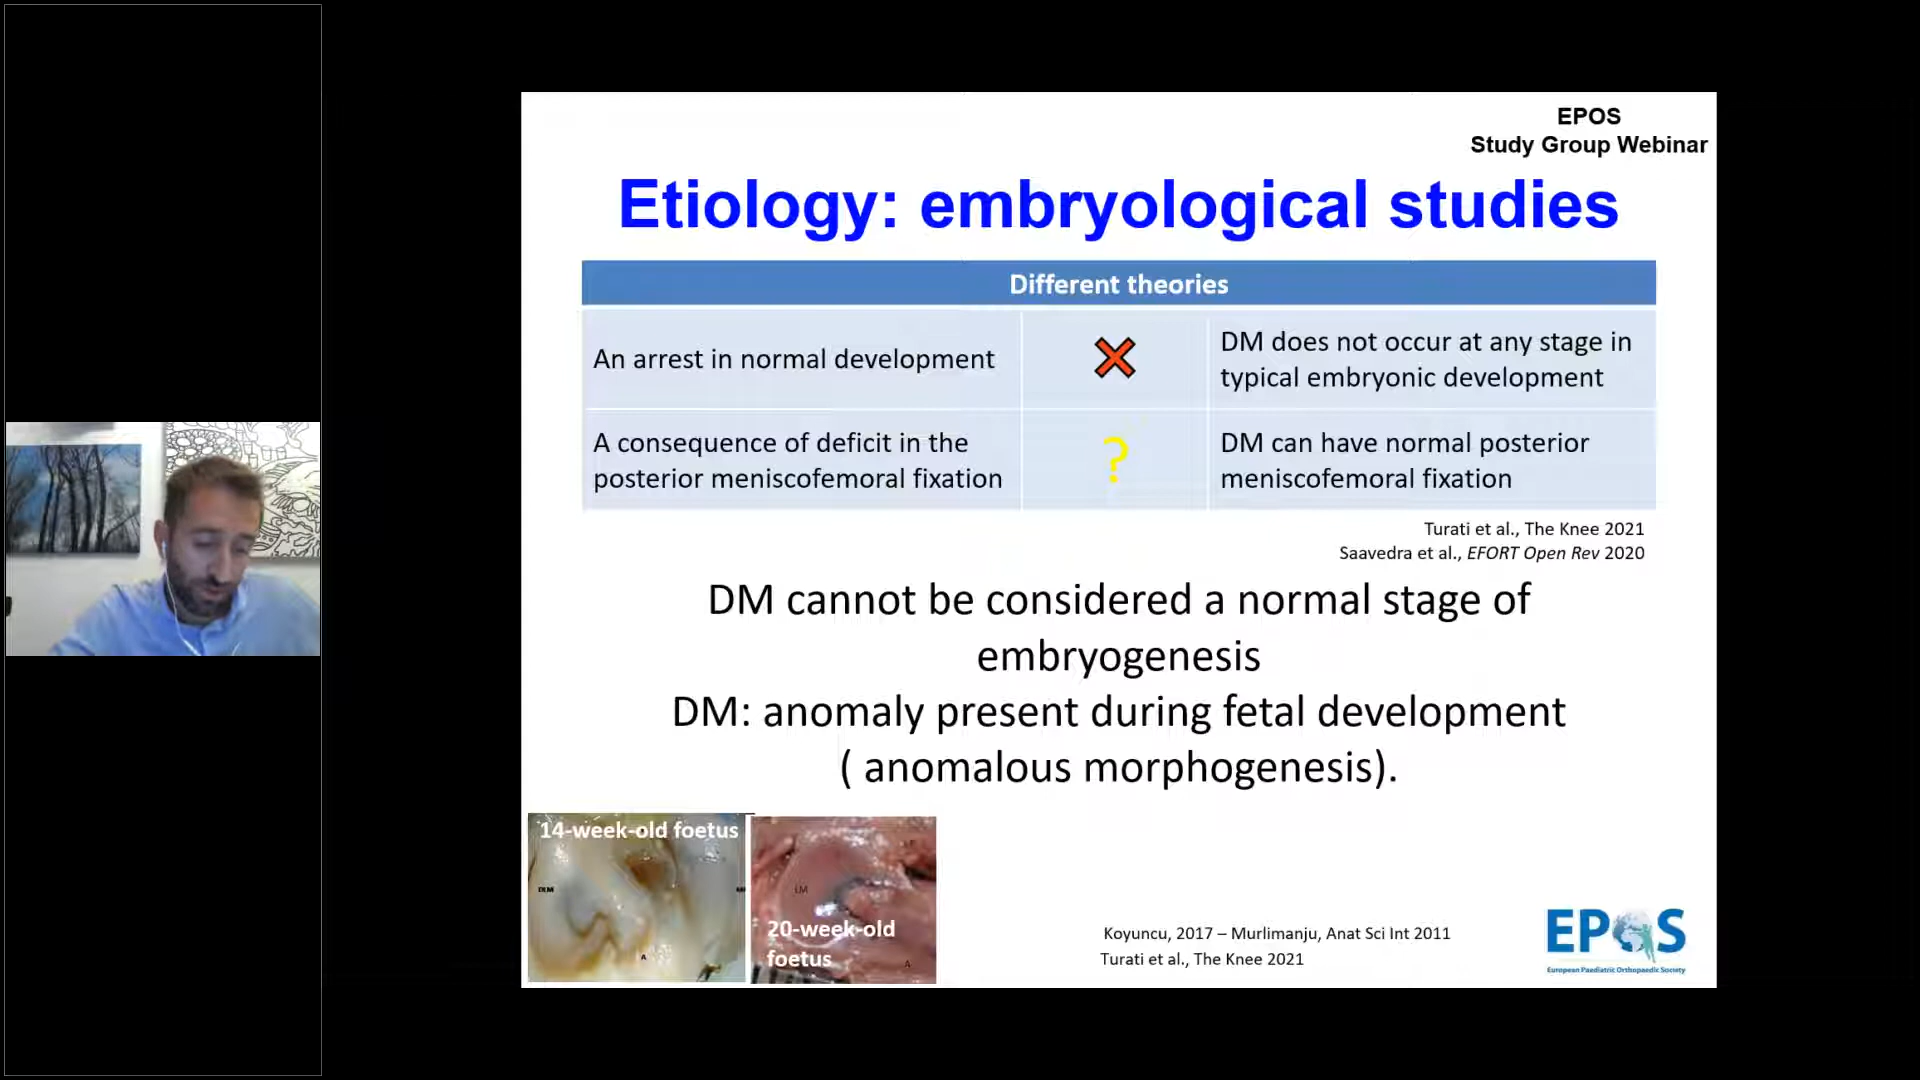 EPOS
Study Group Webinar
Etiology: embryological studies
Different theories
An arrest in normal development
DM does not occur at any stage in
typical embryonic development
A consequence of deficit in the
posterior meniscofemoral fixation
?
DM can have normal posterior
meniscofemoral fixation
Turati et al., The Knee 2021
Saavedra et al., EFORT Open Rev 2020
DM cannot be considered a normal stage of
embryogenesis
DM: anomaly present during fetal development
( anomalous morphogenesis).
14-week-old foetus
DLM
A
LM
20-week-old
foetus
A
Koyuncu, 2017 – Murlimanju, Anat Sci Int 2011
Turati et al., The Knee 2021
EPOS
European Paediatric Orthopaedic Society